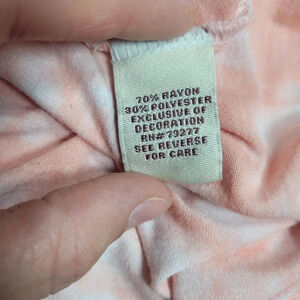 70% RAYON
30% POLYESTER
EXCLUSIVE OF
DECORATION
RN# 73277
SEE REVERSE
FOR CARE